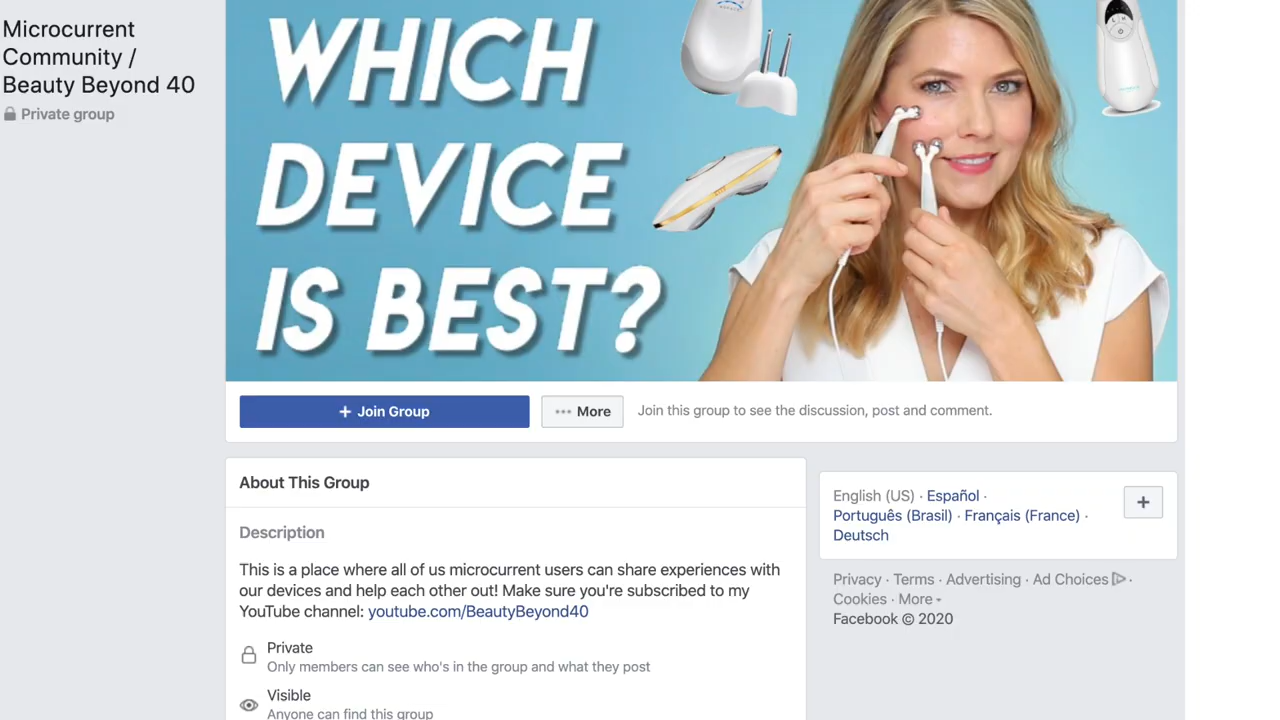 Microcurrent
Community /
Beauty Beyond 40
Private group
WHICH
DEVICE
IS BEST?
+ Join Group
••• More
Join this group to see the discussion, post and comment.
About This Group
Description
This is a place where all of us microcurrent users can share experiences with
our devices and help each other out! Make sure you're subscribed to my
YouTube channel: youtube.com/BeautyBeyond40
Private
Only members can see who's in the group and what they post
Visible
Anyone can find this group
English (US) · Español ·
Português (Brasil) · Français (France) ·
Deutsch
+
Privacy · Terms · Advertising · Ad Choices ·
Cookies · More
Facebook © 2020